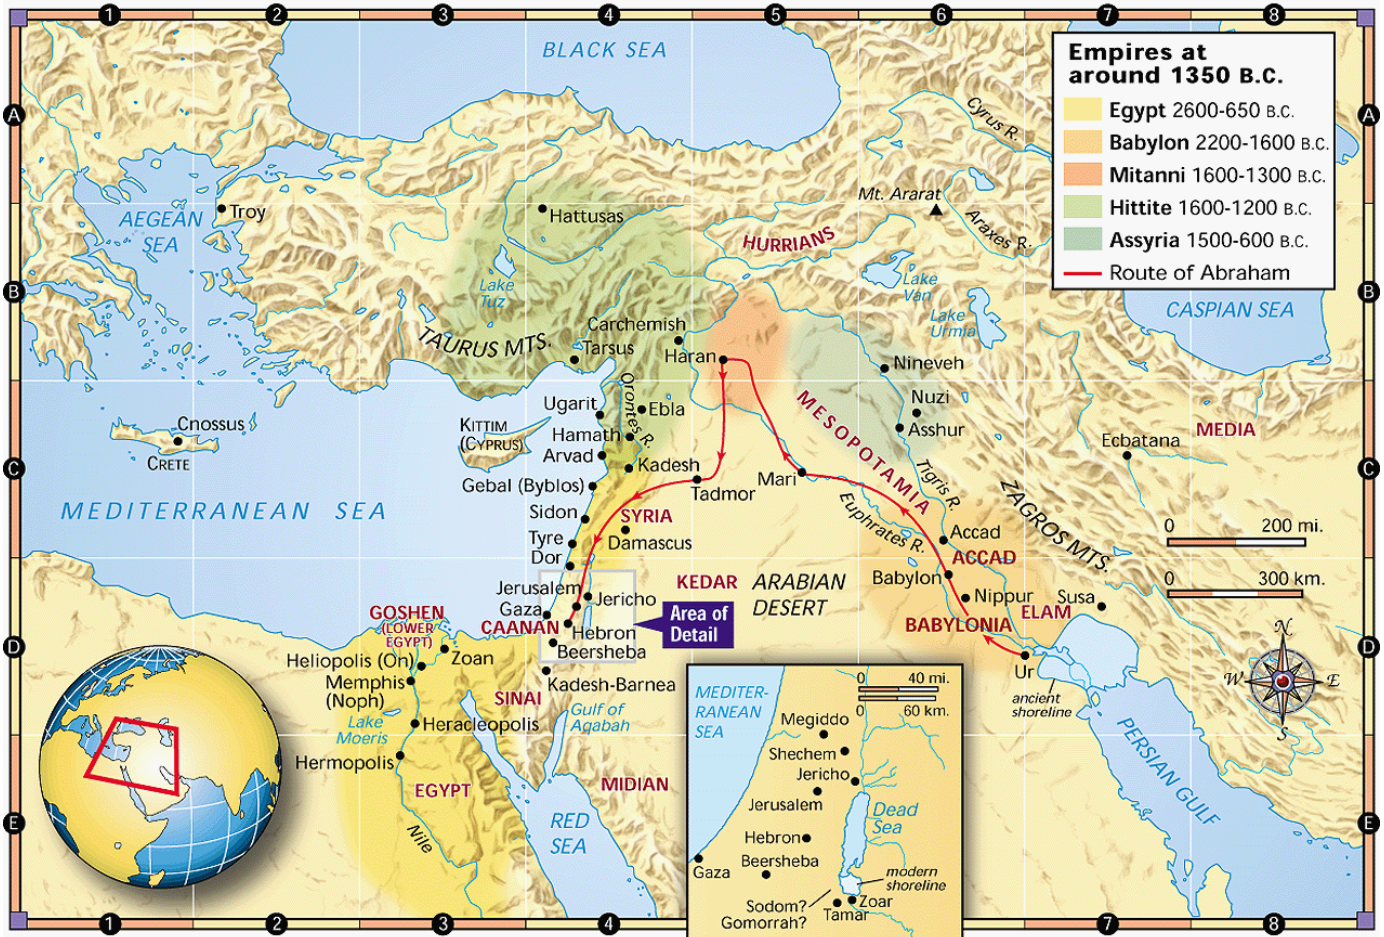 1 2 3 4 5 6 7 8
A
B
C
D
E
A
B
C
D
E
1 2 3 4 5 6 7 8
Empires at
around 1350 B.C.
Egypt 2600-650 B.C.
Babylon 2200-1600 B.C.
Mitanni 1600-1300 B.C.
Hittite 1600-1200 B.C.
Assyria 1500-600 B.C.
Route of Abraham
BLACK SEA
Cyrus R.
Mt. Ararat
Araxes R.
AEGEAN
SEA
Troy
Hattusas
HURRIANS
Lake
Tuz
Lake
Van
Lake
Urmia
CASPIAN SEA
TAURUS MTS.
Carchemish
Tarsus
Haran
Nineveh
Orontes R.
Ugarit
Ebla
Nuzi
Asshur
MESOPOTAMIA
Cnossus
CRETE
KITTIM
(CYPRUS)
Hamath
Arvad
Kadesh
Ecbatana
MEDIA
Gebal (Byblos)
Tadmor
Mari
Tigris R.
Euphrates R.
ZAGROS MTS.
MEDITERRANEAN SEA
Sidon
SYRIA
Tyre
Damascus
Dor
Accad
ACCAD
0 200 mi.
0 300 km.
Jerusalem
Jericho
KEDAR
ARABIAN
DESERT
Babylon
Nippur
Susa
Gaza
CAANAN
Hebron
Beersheba
Area of
Detail
BABYLONIA
ELAM
Ur
ancient
shoreline
GOSHEN
(LOWER
EGYPT)
Heliopolis (On)
Zoan
Memphis
(Noph)
SINAI
Kadesh-Barnea
Lake
Moeris
Heracleopolis
Gulf of
Agabah
Hermopolis
EGYPT
MIDIAN
Nile
RED
SEA
PERSIAN GULF
N
W E
S
0 40 mi.
0 60 km.
MEDITER-
RANEAN
SEA
Megiddo
Shechem
Jericho
Jerusalem
Dead
Sea
Hebron
Beersheba
Gaza
modern
shoreline
Sodom?
Gomorrah?
Zoar
Tamar